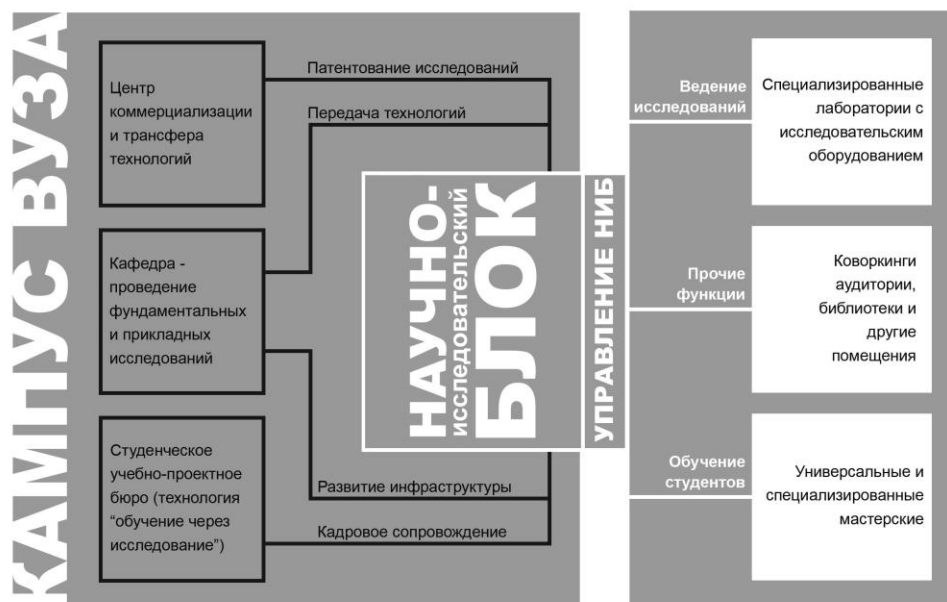 КАМПУС ВУЗА
Центр
коммерциализации
и трансфера
технологий
Кафедра -
проведение
фундаментальных
и прикладных
исследований
Студенческое
учебно-проектное
бюро (технология
“обучение через
исследование”)
Патентование исследований
Передача технологий
Развитие инфраструктуры
Кадровое сопровождение
НАУЧНО-
исследовательский
БЛОК
УПРАВЛЕНИЕ НИБ
Ведение
исследований
Прочие
функции
Обучение
студентов
Специализированные
лаборатории с
исследовательским
оборудованием
Коворкинги
аудитории,
библиотеки и
другие
помещения
Универсальные и
специализированные
мастерские